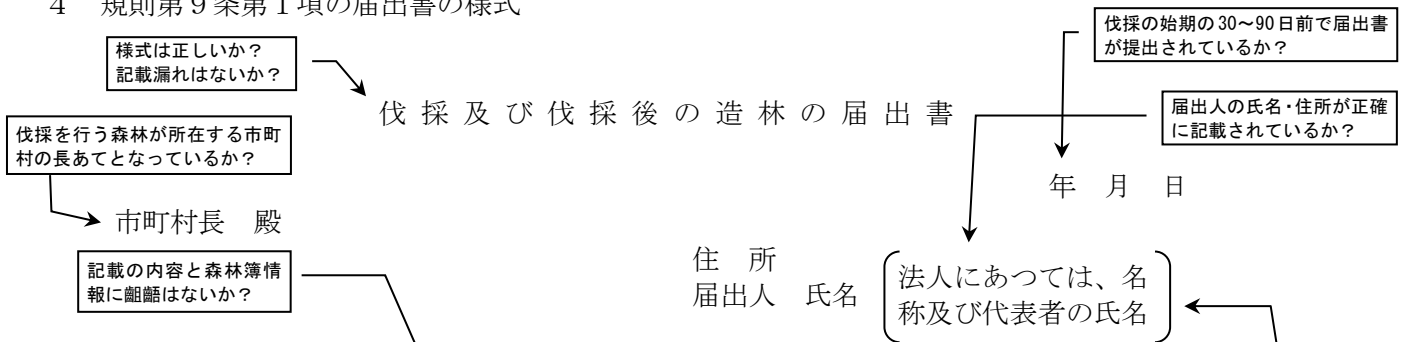 4 規則第9条第1項の届出書の様式
伐採の始期の30～90日前で届出書
が提出されているか？
様式は正しいか？
記載漏れはないか？
伐採及び伐採後の造林の届出書
届出人の氏名・住所が正確
に記載されているか？
伐採を行う森林が所在する市町
村の長あてとなっているか？
年 月 日
市町村長 殿
記載の内容と森林簿情
報に齟齬はないか？
住 所
届出人 氏名
法人にあつては、名
称及び代表者の氏名